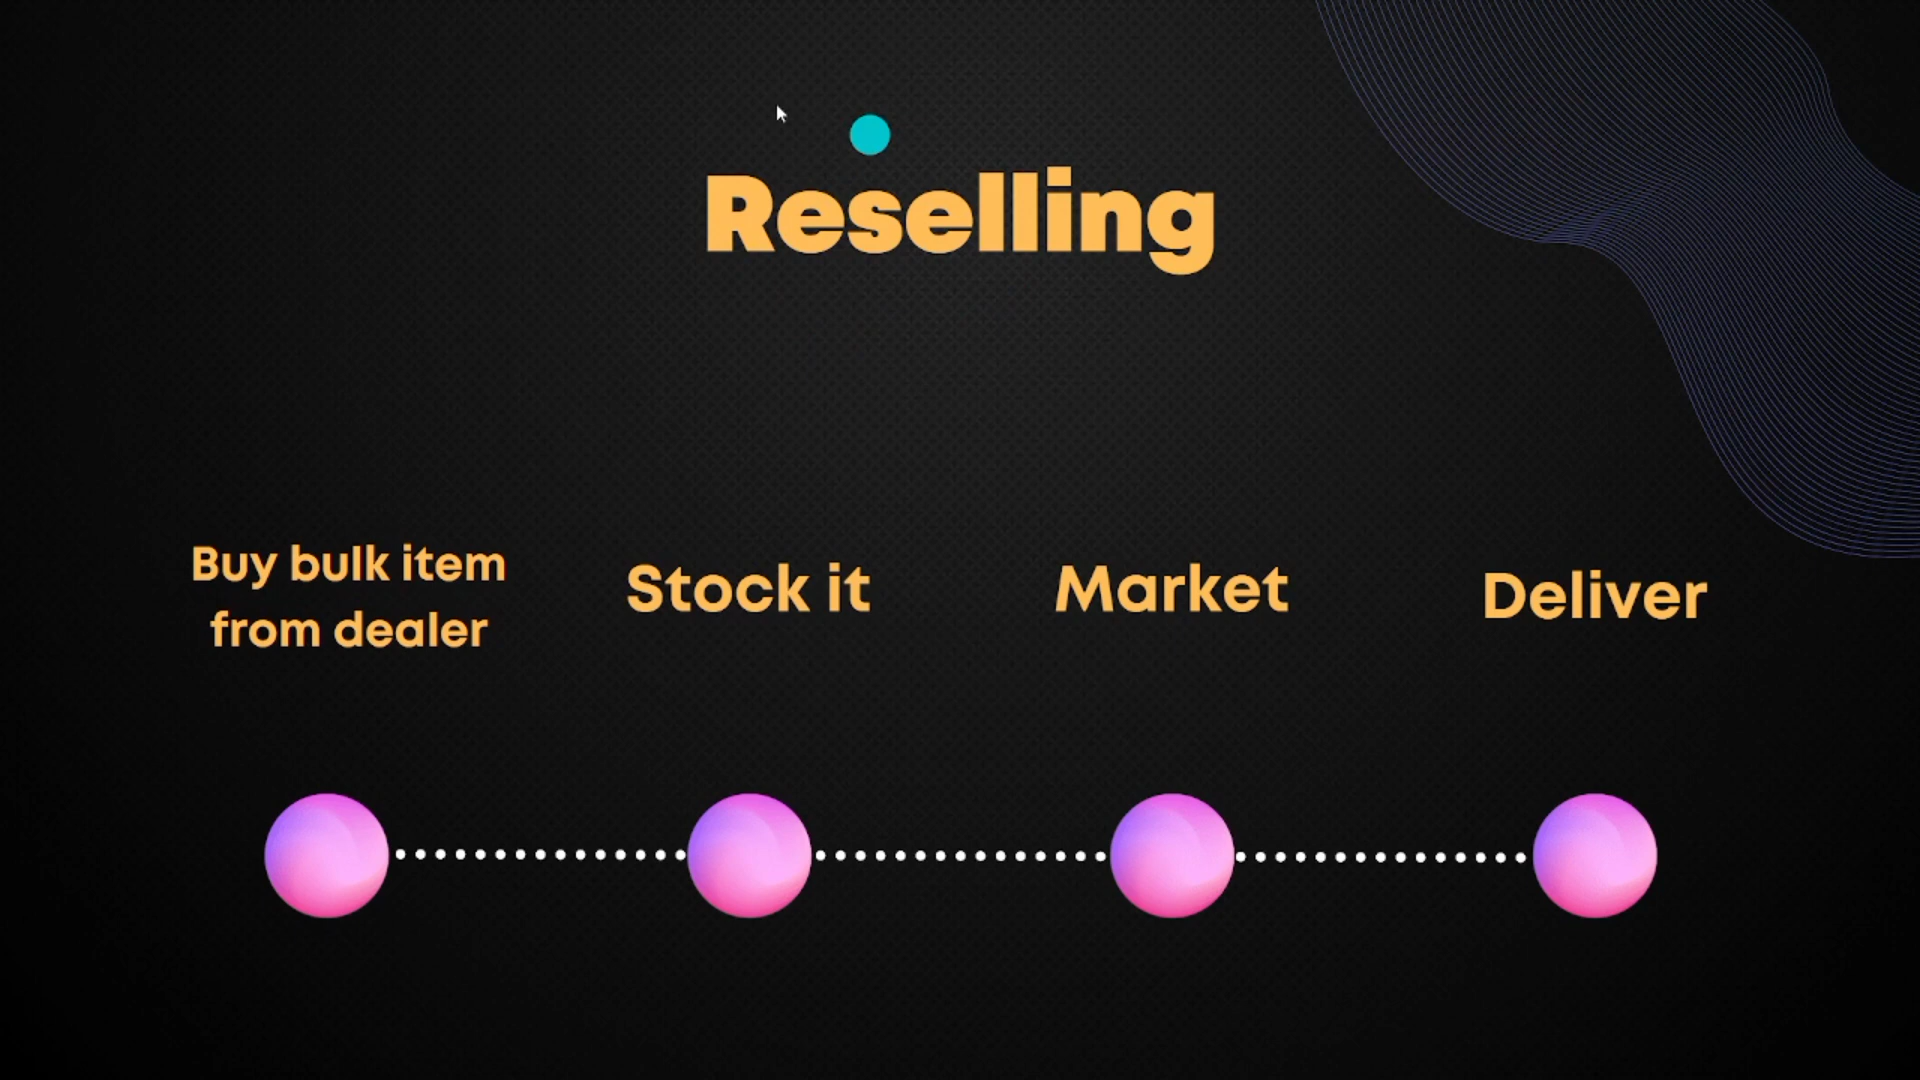 Reselling
Buy bulk item
from dealer
Stock it
Market
Deliver